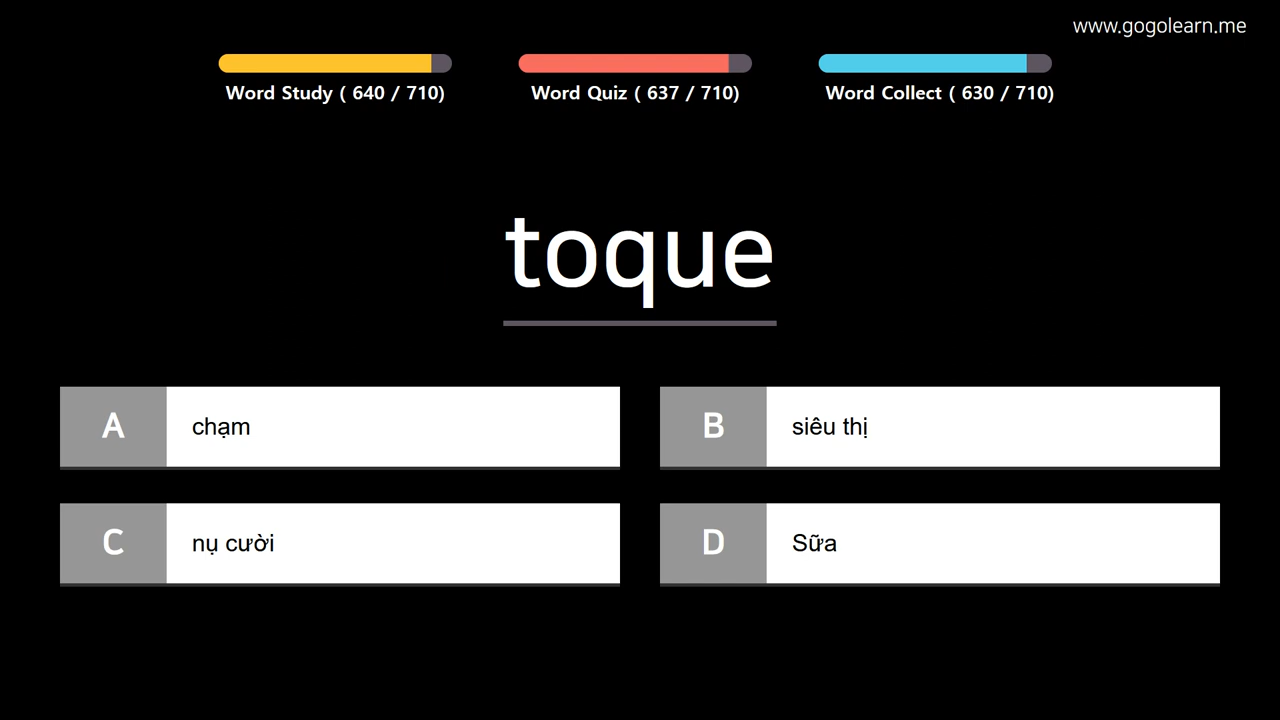 www.gogolearn.me
Word Study ( 640 / 710)
Word Quiz ( 637 / 710)
Word Collect ( 630 / 710)
toque
A
chạm
B
siêu thị
C
nụ cười
D
Sữa